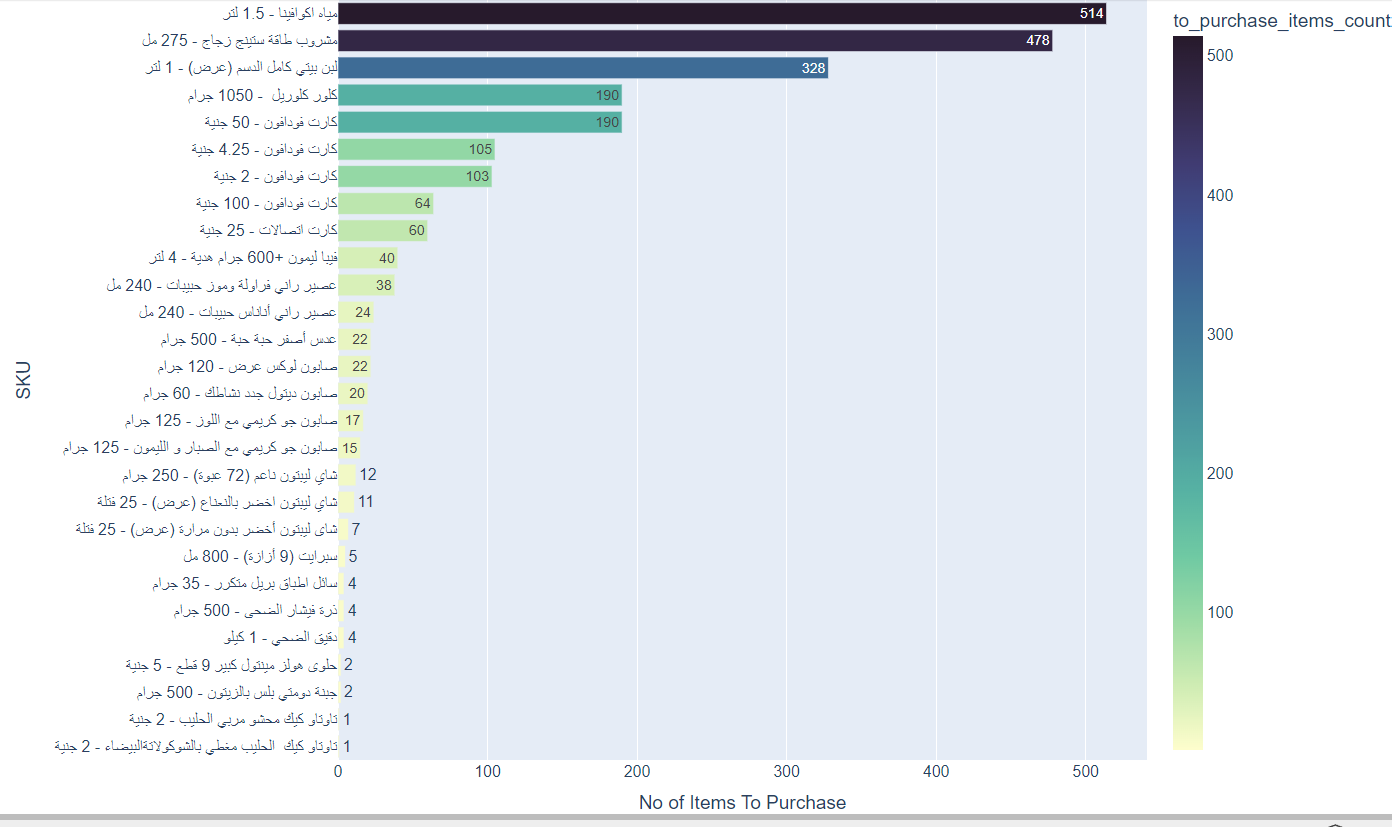 to_purchase_items_count
مياه اكوافينا - 1.5 لتر 514
مشروب طاقة ستينج زجاج - 275 مل 478
لبن بيتي كامل الدسم (عرض) - 1 لتر 328
كلور كلوريل - 1050 جرام 190
كارت فودافون - 50 جنية 190
كارت فودافون - 4.25 جنية 105
كارت فودافون - 2 جنية 103
كارت فودافون - 100 جنية 64
كارت اتصالات - 25 جنية 60
فيبا ليمون +600 جرام هدية - 4 لتر 40
عصير راني فراولة وموز حبيبات - 240 مل 38
عصير راني أناناس حبيبات - 240 مل 24
عدس أصفر حبة حبة - 500 جرام 22
صابون لوكس عرض - 120 جرام 22
صابون ديتول جدد نشاطك - 60 جرام 20
صابون جو كريمي مع اللوز - 125 جرام 17
صابون جو كريمي مع الصبار و الليمون - 125 جرام 15
شاي ليبتون ناعم (72 عبوة) - 250 جرام 12
شاي ليبتون اخضر بالنعناع (عرض) - 25 فتلة 11
شاى ليبتون أخضر بدون مرارة (عرض) - 25 فتلة 7
سبرايت (9 أزازة) - 800 مل 5
سائل اطباق بريل متكرر - 35 جرام 4
ذرة فيشار الضحى - 500 جرام 4
دقيق الضحي - 1 كيلو 4
حلوى هولز مينتول كبير 9 قطع - 5 جنية 2
جبنة دومتي بلس بالزيتون - 500 جرام 2
تاوتاو كيك محشو مربي الحليب - 2 جنية 1
تاوتاو كيك الحليب مغطي بالشوكولاتةالبيضاء - 2 جنية 1
SKU
0 100 200 300 400 500
No of Items To Purchase
500
400
300
200
100